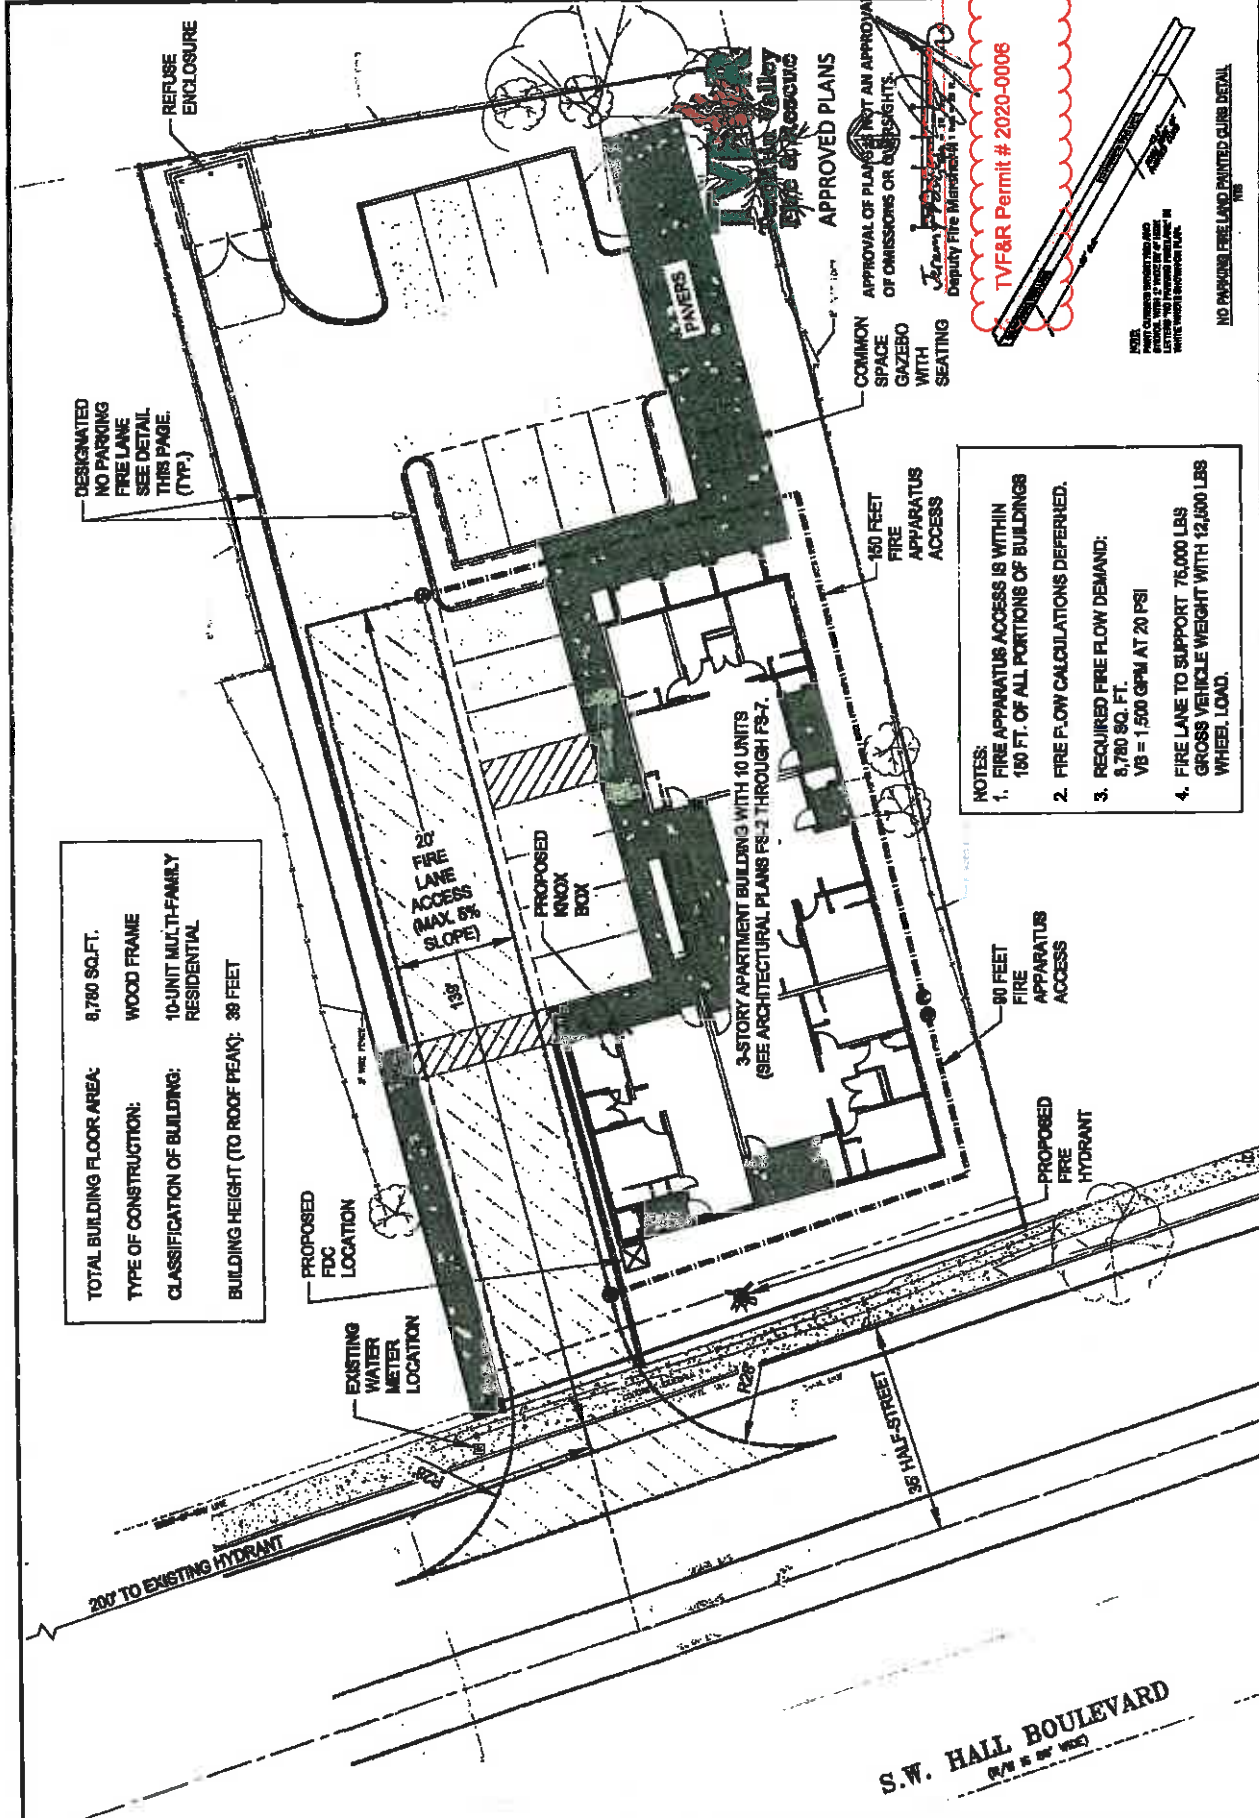 REFUSE
ENCLOSURE
DESIGNATED
NO PARKING
FIRE LANE
SEE DETAIL
THIS PAGE.
(TYP.)
TOTAL BUILDING FLOOR AREA: 8,780 SQ.FT.
TYPE OF CONSTRUCTION: WOOD FRAME
CLASSIFICATION OF BUILDING: 10-UNIT MULTI-FAMILY
RESIDENTIAL
BUILDING HEIGHT (TO ROOF PEAK): 39 FEET
PROPOSED
FDC
LOCATION
EXISTING
WATER
METER
LOCATION
200' TO EXISTING HYDRANT
R28'
R28'
20'
FIRE
LANE
ACCESS
(MAX. 5%
SLOPE)
139'
PROPOSED
KNOX
BOX
3-STORY APARTMENT BUILDING WITH 10 UNITS
(SEE ARCHITECTURAL PLANS FS-2 THROUGH FS-7.
PAVERS
COMMON
SPACE
GAZEBO
WITH
SEATING
150 FEET
FIRE
APPARATUS
ACCESS
90 FEET
FIRE
APPARATUS
ACCESS
PROPOSED
FIRE
HYDRANT
36' HALF-STREET
S.W. HALL BOULEVARD
TVF&R
Tualatin Valley
Fire & Rescue
APPROVED PLANS
APPROVAL OF PLANS IS NOT AN APPROVAL
OF OMISSIONS OR OVERSIGHTS.
Deputy Fire Marshal
TVF&R Permit # 2020-0006
NOTES:
1. FIRE APPARATUS ACCESS IS WITHIN
150 FT. OF ALL PORTIONS OF BUILDINGS
2. FIRE FLOW CALCULATIONS DEFERRED.
3. REQUIRED FIRE FLOW DEMAND:
8,780 SQ. FT.
VB = 1,500 GPM AT 20 PSI
4. FIRE LANE TO SUPPORT 75,000 LBS
GROSS VEHICLE WEIGHT WITH 12,500 LBS
WHEEL LOAD.
NOTE:
NO PARKING FIRE LAND PAINTED CURB DETAIL
NTS